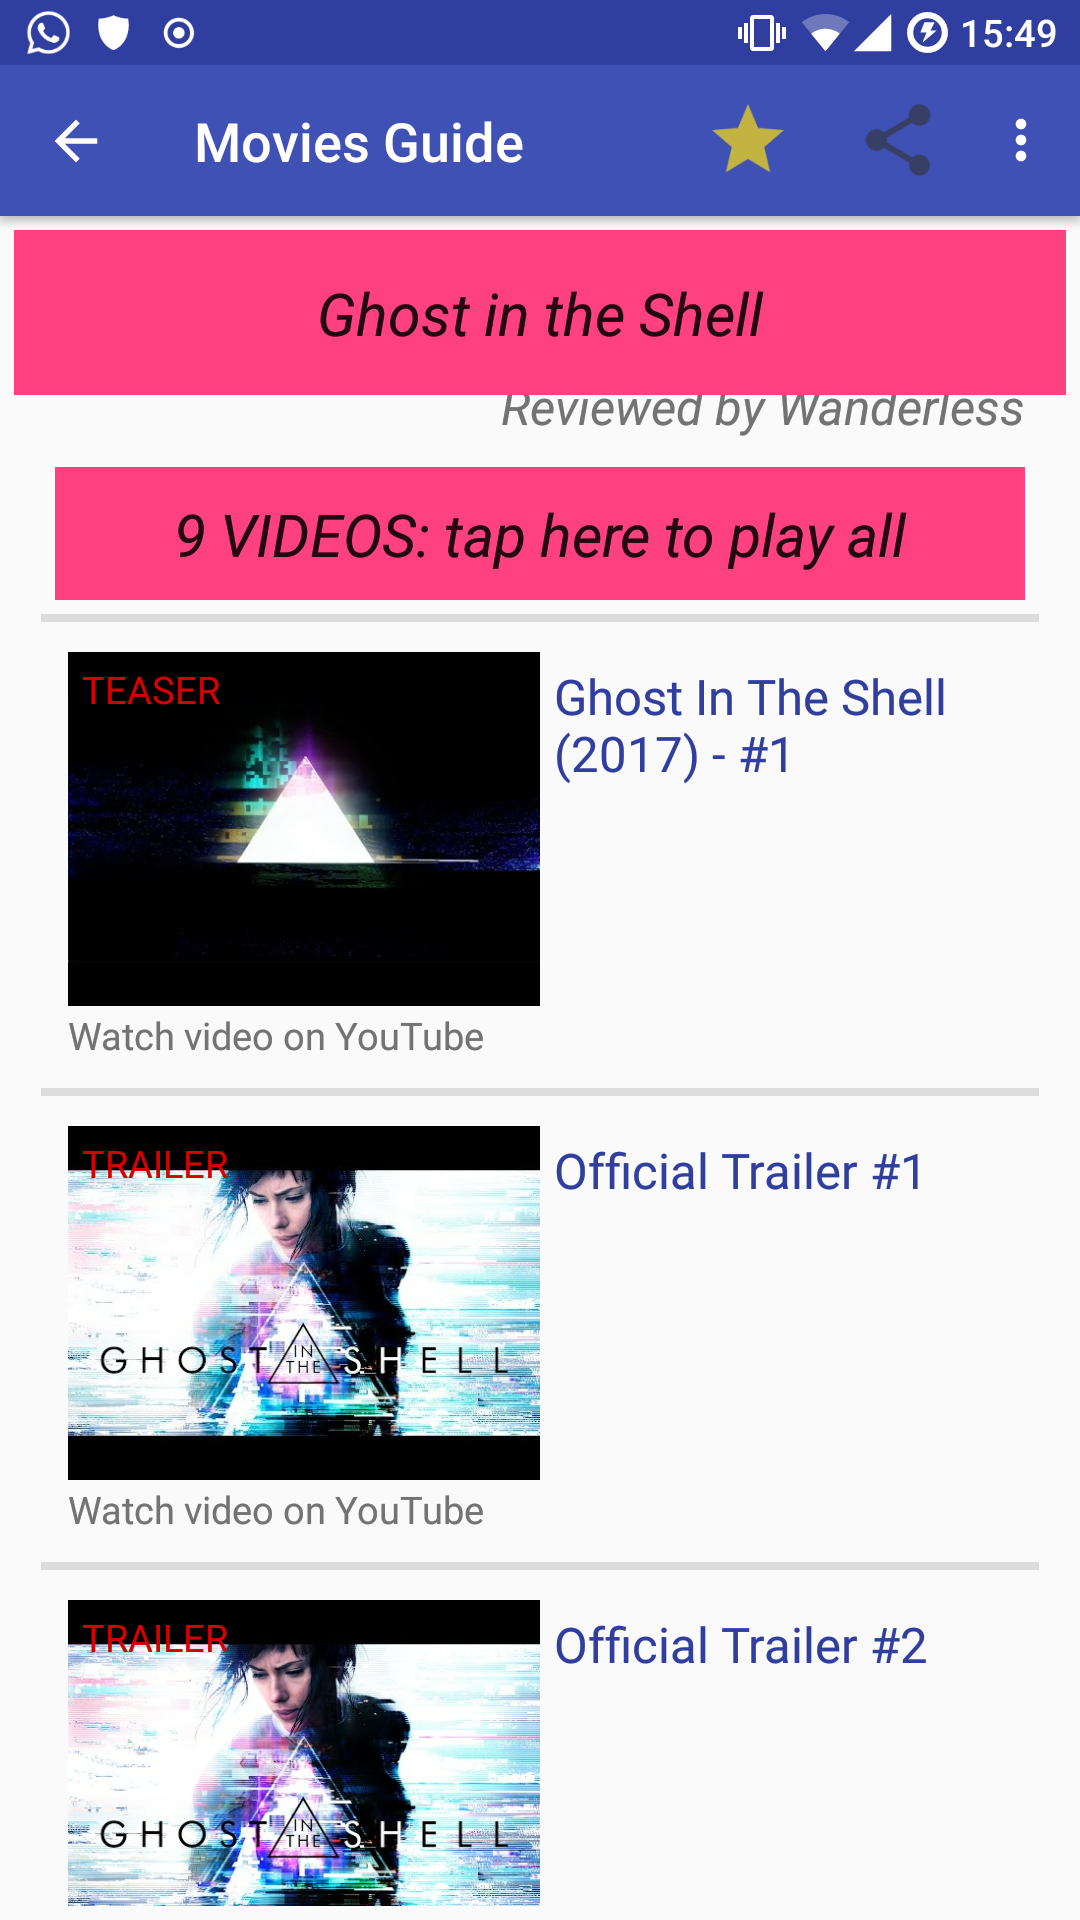 15:49
Movies Guide
Ghost in the Shell
Reviewed by Wanderless
9 VIDEOS: tap here to play all
TEASER
Ghost In The Shell
(2017) - #1
Watch video on YouTube
TRAILER
Official Trailer #1
GHOST IN THE SHELL
Watch video on YouTube
TRAILER
Official Trailer #2
GHOST IN THE SHELL